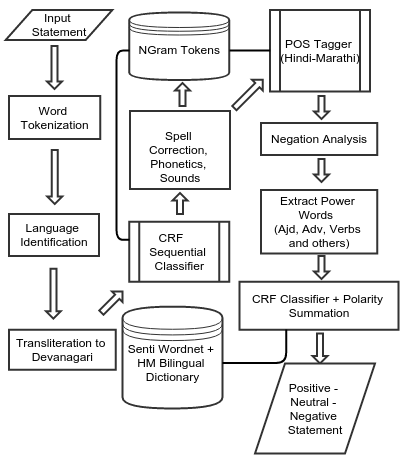 Input
Statement
Word
Tokenization
Language
Identification
Transliteration to
Devanagari
NGram Tokens
Spell
Correction,
Phonetics,
Sounds
CRF
Sequential
Classifier
Senti Wordnet +
HM Bilingual
Dictionary
POS Tagger
(Hindi-Marathi)
Negation Analysis
Extract Power
Words
(Ajd, Adv, Verbs
and others)
CRF Classifier + Polarity
Summation
Positive -
Neutral -
Negative
Statement